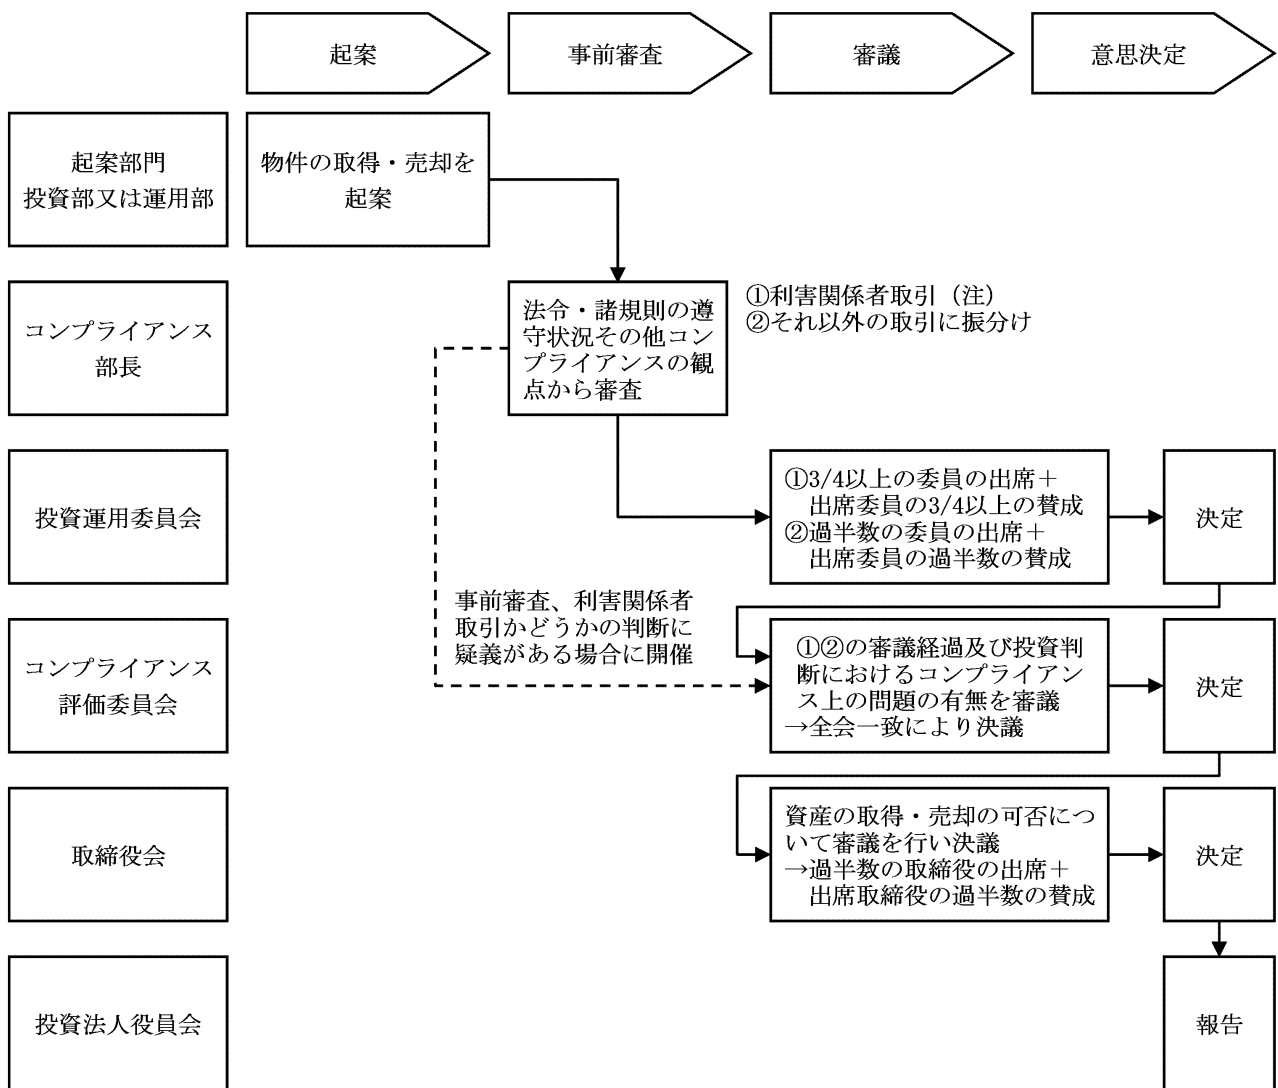 起案
事前審査
審議
意思決定
起案部門
投資部又は運用部
物件の取得・売却を
起案
コンプライアンス
部長
法令・諸規則の遵
守状況その他コン
プライアンスの観
点から審査
①利害関係者取引（注）
②それ以外の取引に振分け
投資運用委員会
①3/4以上の委員の出席＋
出席委員の3/4以上の賛成
②過半数の委員の出席＋
出席委員の過半数の賛成
決定
事前審査、利害関係者
取引かどうかの判断に
疑義がある場合に開催
コンプライアンス
評価委員会
①②の審議経過及び投資判
断におけるコンプライアン
ス上の問題の有無を審議
→全会一致により決議
決定
取締役会
資産の取得・売却の可否につ
いて審議を行い決議
→過半数の取締役の出席＋
出席取締役の過半数の賛成
決定
投資法人役員会
報告